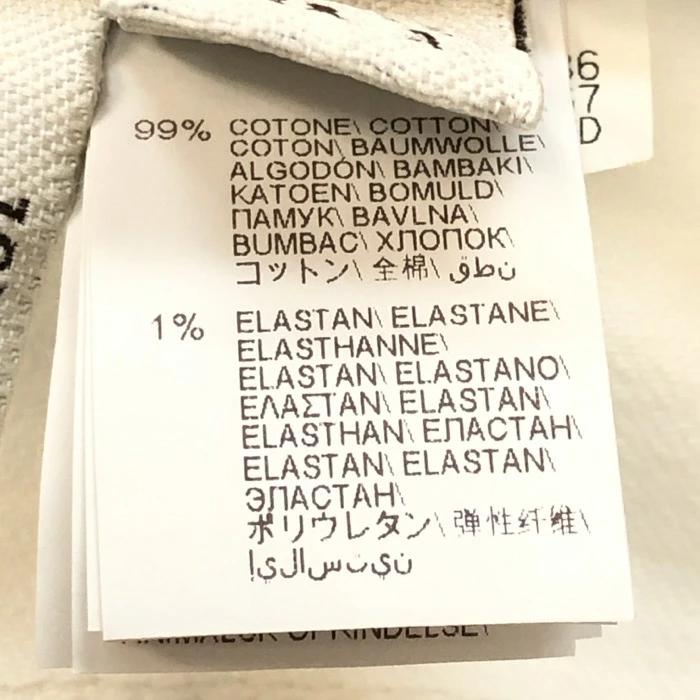 99% COTONE\ COTTON\
COTON\ BAUMWOLLE\
ALGODÓN\ BAMBAKI\
KATOEN\ BOMULD\
ПАМУК\ BAVLNA\
BUMBAC\ ХЛОПОК\
コットン\ 全棉\ نطق
1% ELASTAN\ ELASTANE\
ELASTHANNE\
ELASTAN\ ELASTANO\
ΕΛΑΣΤΑΝ\ ELASTAN\
ELASTHAN\ ЕЛАСТАН\
ELASTAN\ ELASTAN\
ЭЛАСТАН\
ポリウレタン\ 弹性纤维\